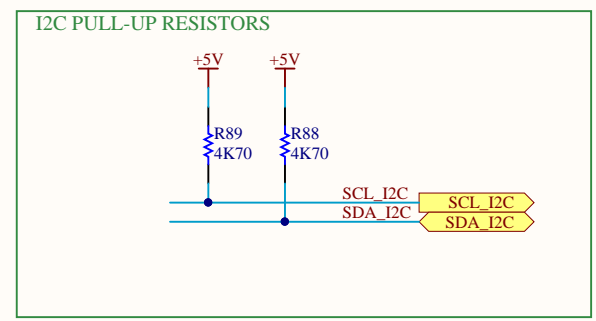 I2C PULL-UP RESISTORS
+5V +5V
R89 R88
4K70 4K70
SCL_I2C SCL_I2C
SDA_I2C SDA_I2C